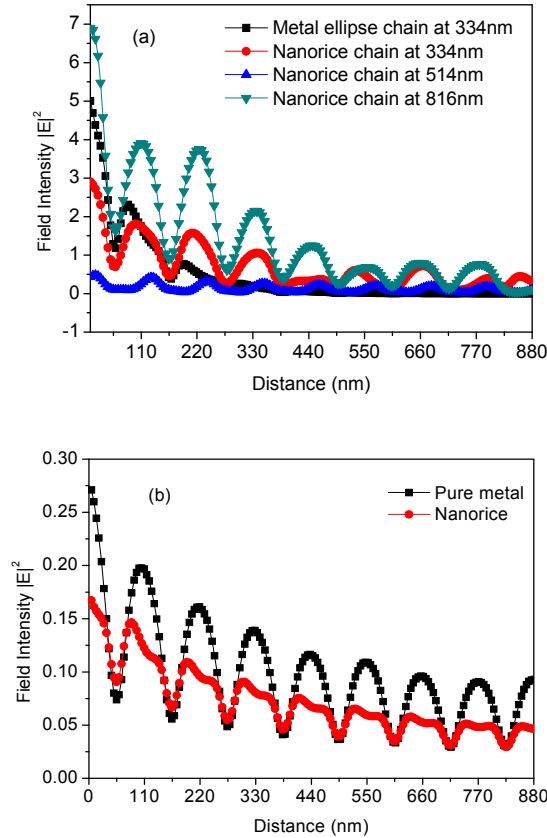 (a)
Metal ellipse chain at 334nm
Nanorice chain at 334nm
Nanorice chain at 514nm
Nanorice chain at 816nm
7
6
5
4
3
2
1
0
-1
Field Intensity |E|²
110 220 330 440 550 660 770 880
Distance (nm)
(b)
Pure metal
Nanorice
0.30
0.25
0.20
0.15
0.10
0.05
0.00
Field Intensity |E|²
0 110 220 330 440 550 660 770 880
Distance (nm)